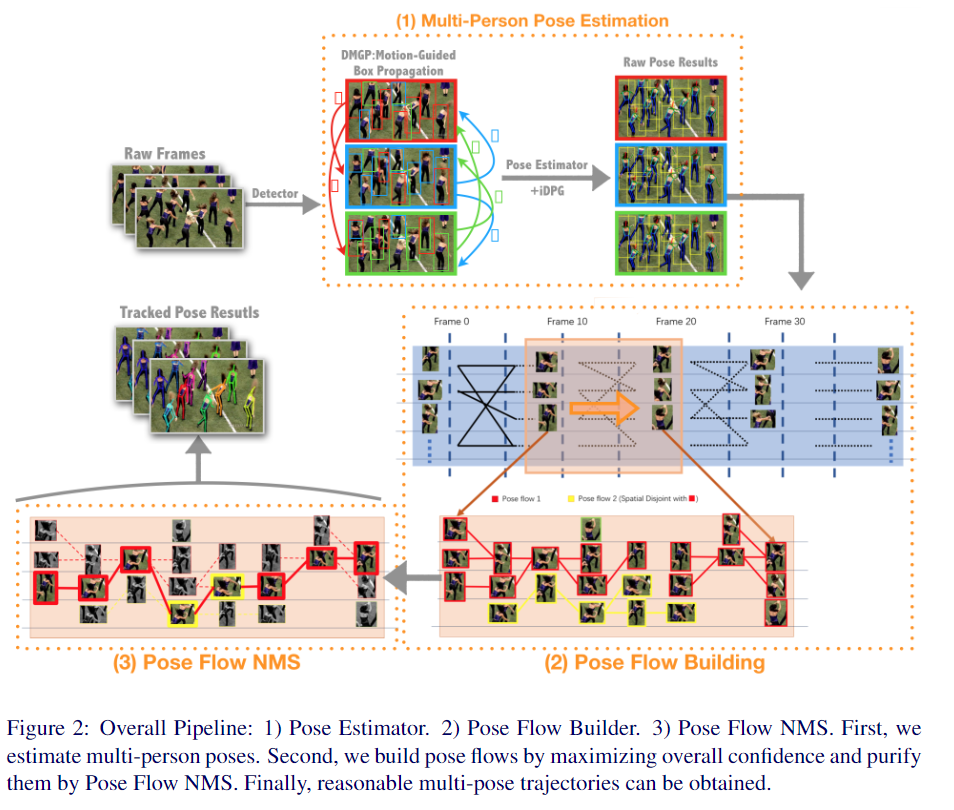 (1) Multi-Person Pose Estimation
DMGP:Motion-Guided
Box Propagation
Raw Pose Results
Raw Frames
Detector
Pose Estimator
+iDPG
Tracked Pose Resutls
Frame 0
Frame 10
Frame 20
Frame 30
Pose flow 1
Pose flow 2 (Spatial Disjoint with )
(3) Pose Flow NMS
(2) Pose Flow Building
Figure 2: Overall Pipeline: 1) Pose Estimator. 2) Pose Flow Builder. 3) Pose Flow NMS. First, we
estimate multi-person poses. Second, we build pose flows by maximizing overall confidence and purify
them by Pose Flow NMS. Finally, reasonable multi-pose trajectories can be obtained.